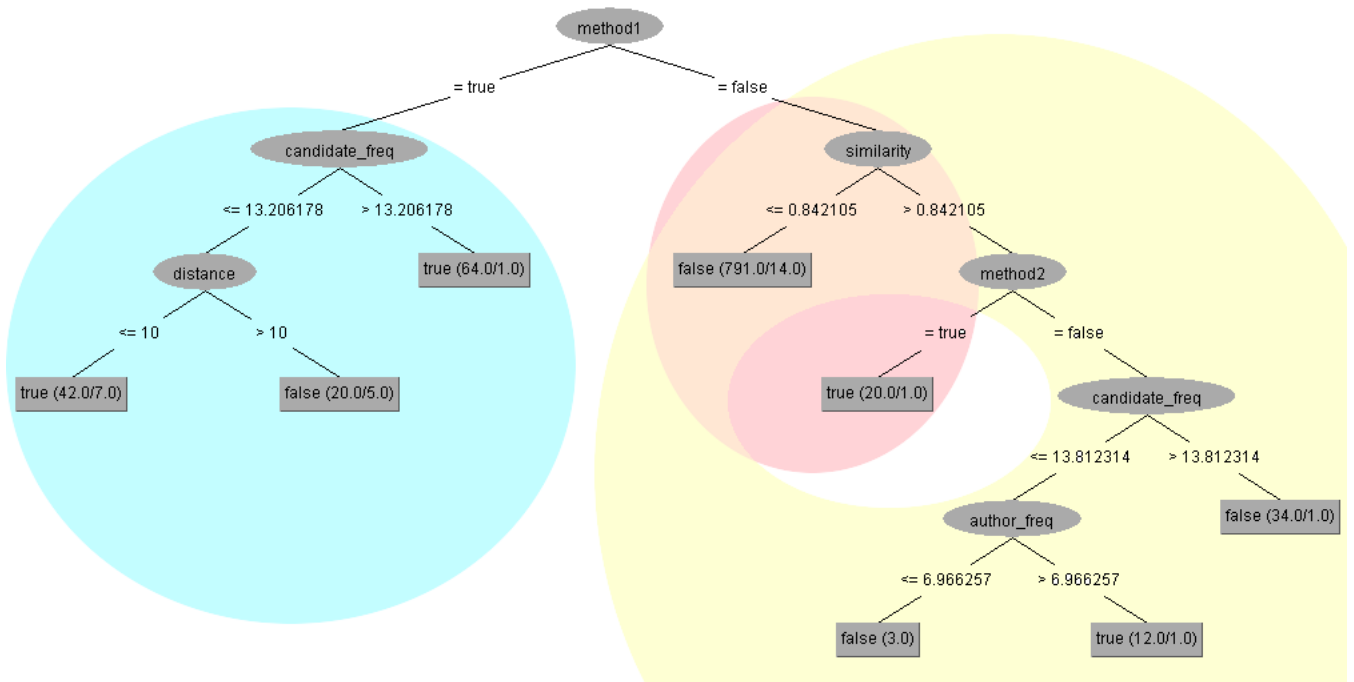 method1
= true
= false
candidate_freq
similarity
<= 13.206178
> 13.206178
<= 0.842105
> 0.842105
distance
true (64.0/1.0)
false (791.0/14.0)
method2
<= 10
> 10
= true
= false
true (42.0/7.0)
false (20.0/5.0)
true (20.0/1.0)
candidate_freq
<= 13.812314
> 13.812314
author_freq
false (34.0/1.0)
<= 6.966257
> 6.966257
false (3.0)
true (12.0/1.0)